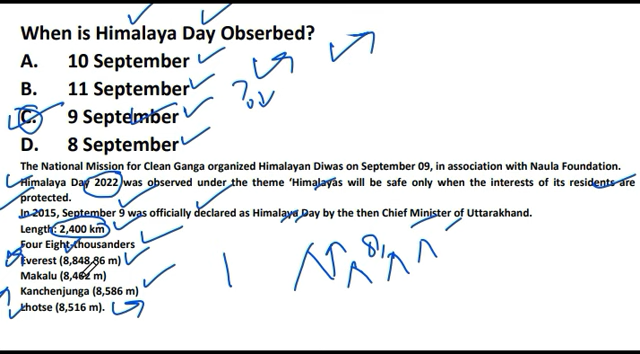 When is Himalaya Day Obserbed?
A. 10 September
B. 11 September
C. 9 September
D. 8 September
The National Mission for Clean Ganga organized Himalayan Diwas on September 09, in association with Naula Foundation.
Himalaya Day 2022 was observed under the theme ‘Himalayas will be safe only when the interests of its residents are
protected.
In 2015, September 9 was officially declared as Himalaya Day by the then Chief Minister of Uttarakhand.
Length: 2,400 km
Four Eight-thousanders
Everest (8,848.86 m)
Makalu (8,462 m)
Kanchenjunga (8,586 m)
Lhotse (8,516 m).